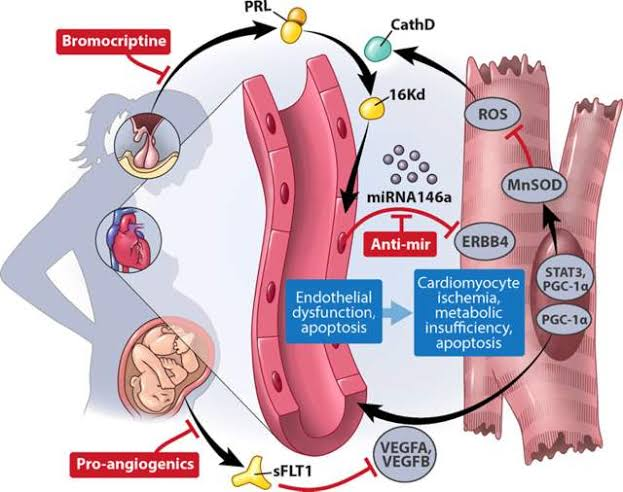 PRL
CathD
Bromocriptine
16Kd
ROS
miRNA146a
MnSOD
Anti-mir
ERBB4
STAT3,
PGC-1α
Endothelial
dysfunction,
apoptosis
Cardiomyocyte
ischemia,
metabolic
insufficiency,
apoptosis
PGC-1α
VEGFA,
VEGFB
Pro-angiogenics
sFLT1